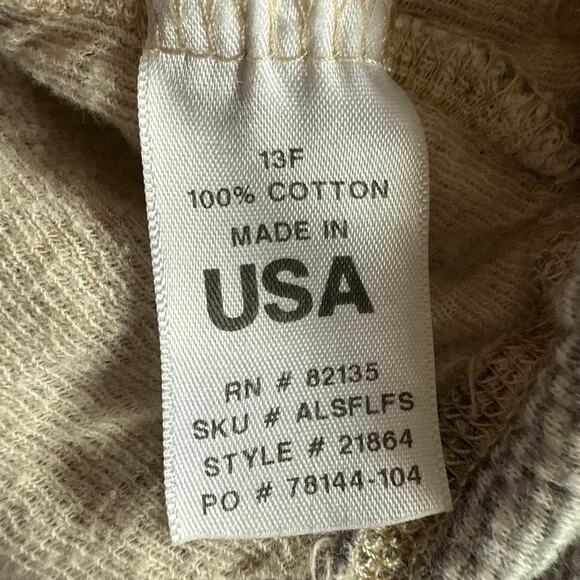 13F
100% COTTON
MADE IN
USA
RN # 82135
SKU # ALSFLFS
STYLE # 21864
PO # 78144-104